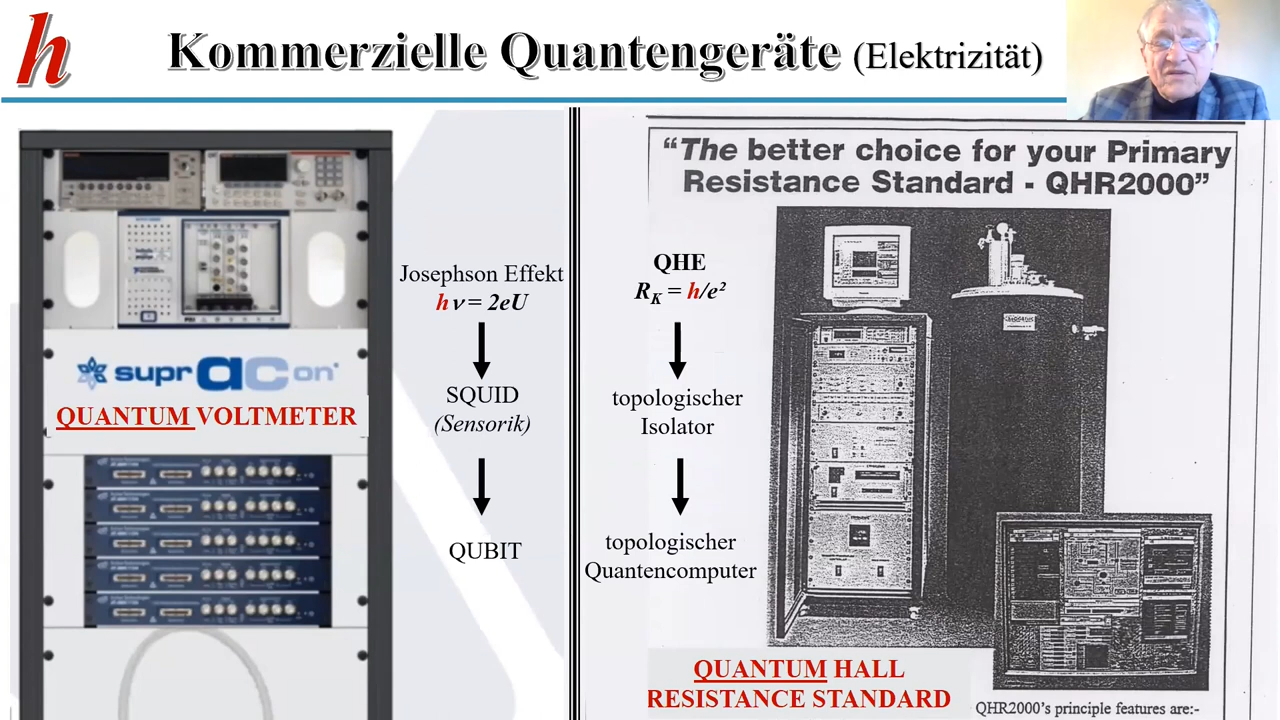 h
Kommerzielle Quantengeräte (Elektrizität)
suprAcon
QUANTUM VOLTMETER
Josephson Effekt
hν = 2eU
SQUID
(Sensorik)
QUBIT
"The better choice for your Primary
Resistance Standard - QHR2000"
QHE
R_K = h/e²
topologischer
Isolator
topologischer
Quantencomputer
QUANTUM HALL
RESISTANCE STANDARD
QHR2000's principle features are:-